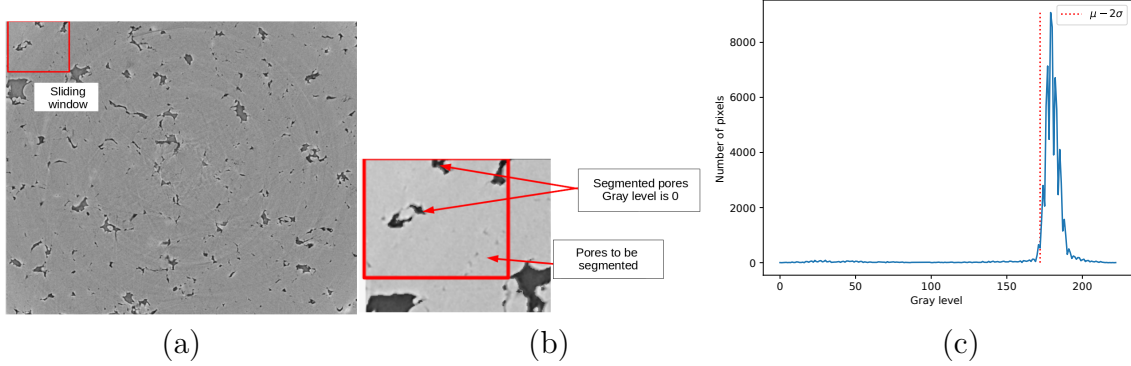 Sliding
window
Segmented pores
Gray level is 0
Pores to be
segmented
μ − 2σ
8000
6000
4000
2000
0
Number of pixels
0
50
100
150
200
Gray level
(a)
(b)
(c)